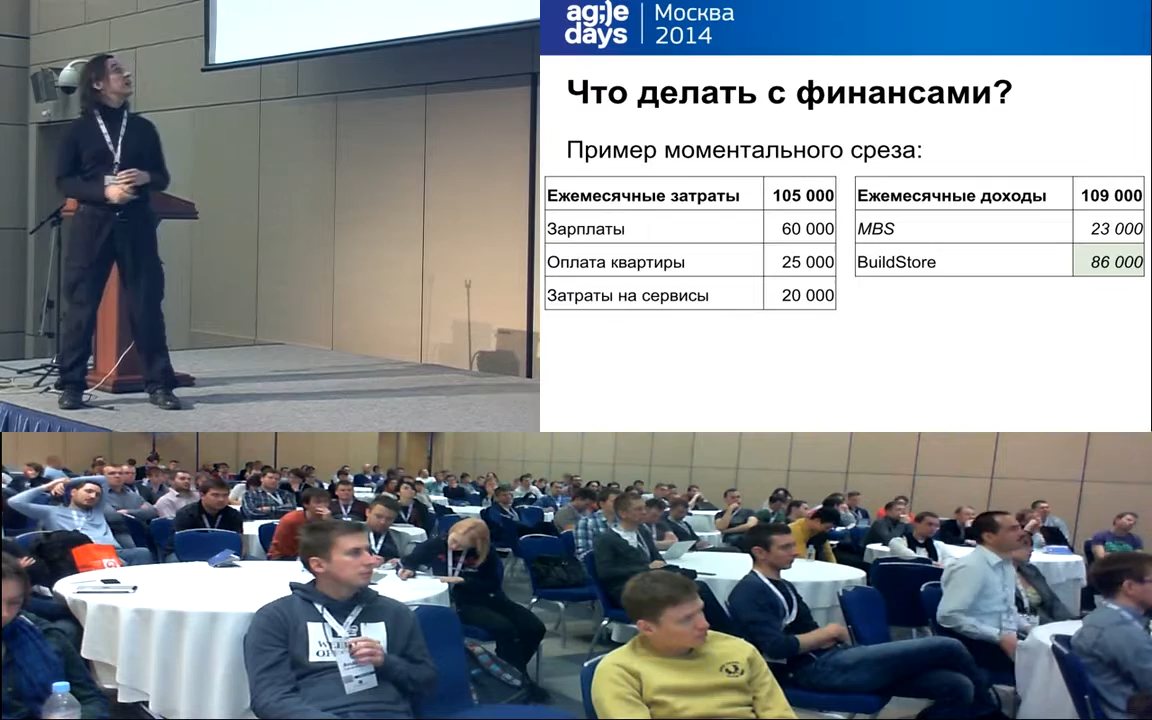 ag;)e
days
Москва
2014
Что делать с финансами?
Пример моментального среза:
Ежемесячные затраты 105 000
Зарплаты 60 000
Оплата квартиры 25 000
Затраты на сервисы 20 000
Ежемесячные доходы 109 000
MBS 23 000
BuildStore 86 000